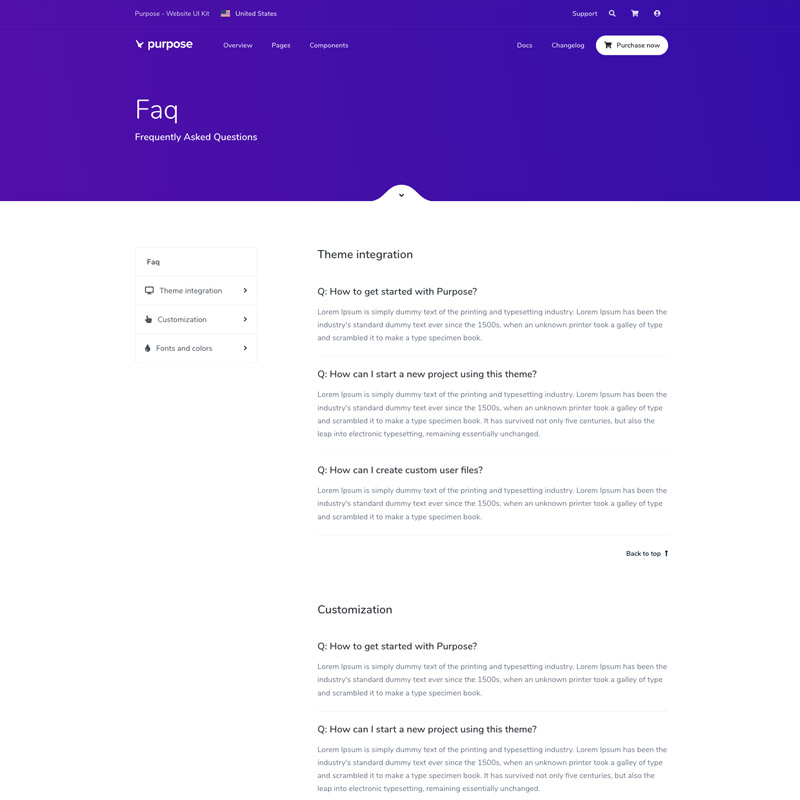 Purpose - Website UI Kit United States Support
purpose Overview Pages Components Docs Changelog Purchase now
Faq
Frequently Asked Questions
Faq
Theme integration
Customization
Fonts and colors
Theme integration
Q: How to get started with Purpose?
Lorem Ipsum is simply dummy text of the printing and typesetting industry. Lorem Ipsum has been the
industry's standard dummy text ever since the 1500s, when an unknown printer took a galley of type
and scrambled it to make a type specimen book.
Q: How can I start a new project using this theme?
Lorem Ipsum is simply dummy text of the printing and typesetting industry. Lorem Ipsum has been the
industry's standard dummy text ever since the 1500s, when an unknown printer took a galley of type
and scrambled it to make a type specimen book. It has survived not only five centuries, but also the
leap into electronic typesetting, remaining essentially unchanged.
Q: How can I create custom user files?
Lorem Ipsum is simply dummy text of the printing and typesetting industry. Lorem Ipsum has been the
industry's standard dummy text ever since the 1500s, when an unknown printer took a galley of type
and scrambled it to make a type specimen book.
Back to top
Customization
Q: How to get started with Purpose?
Lorem Ipsum is simply dummy text of the printing and typesetting industry. Lorem Ipsum has been the
industry's standard dummy text ever since the 1500s, when an unknown printer took a galley of type
and scrambled it to make a type specimen book.
Q: How can I start a new project using this theme?
Lorem Ipsum is simply dummy text of the printing and typesetting industry. Lorem Ipsum has been the
industry's standard dummy text ever since the 1500s, when an unknown printer took a galley of type
and scrambled it to make a type specimen book. It has survived not only five centuries, but also the
leap into electronic typesetting, remaining essentially unchanged.